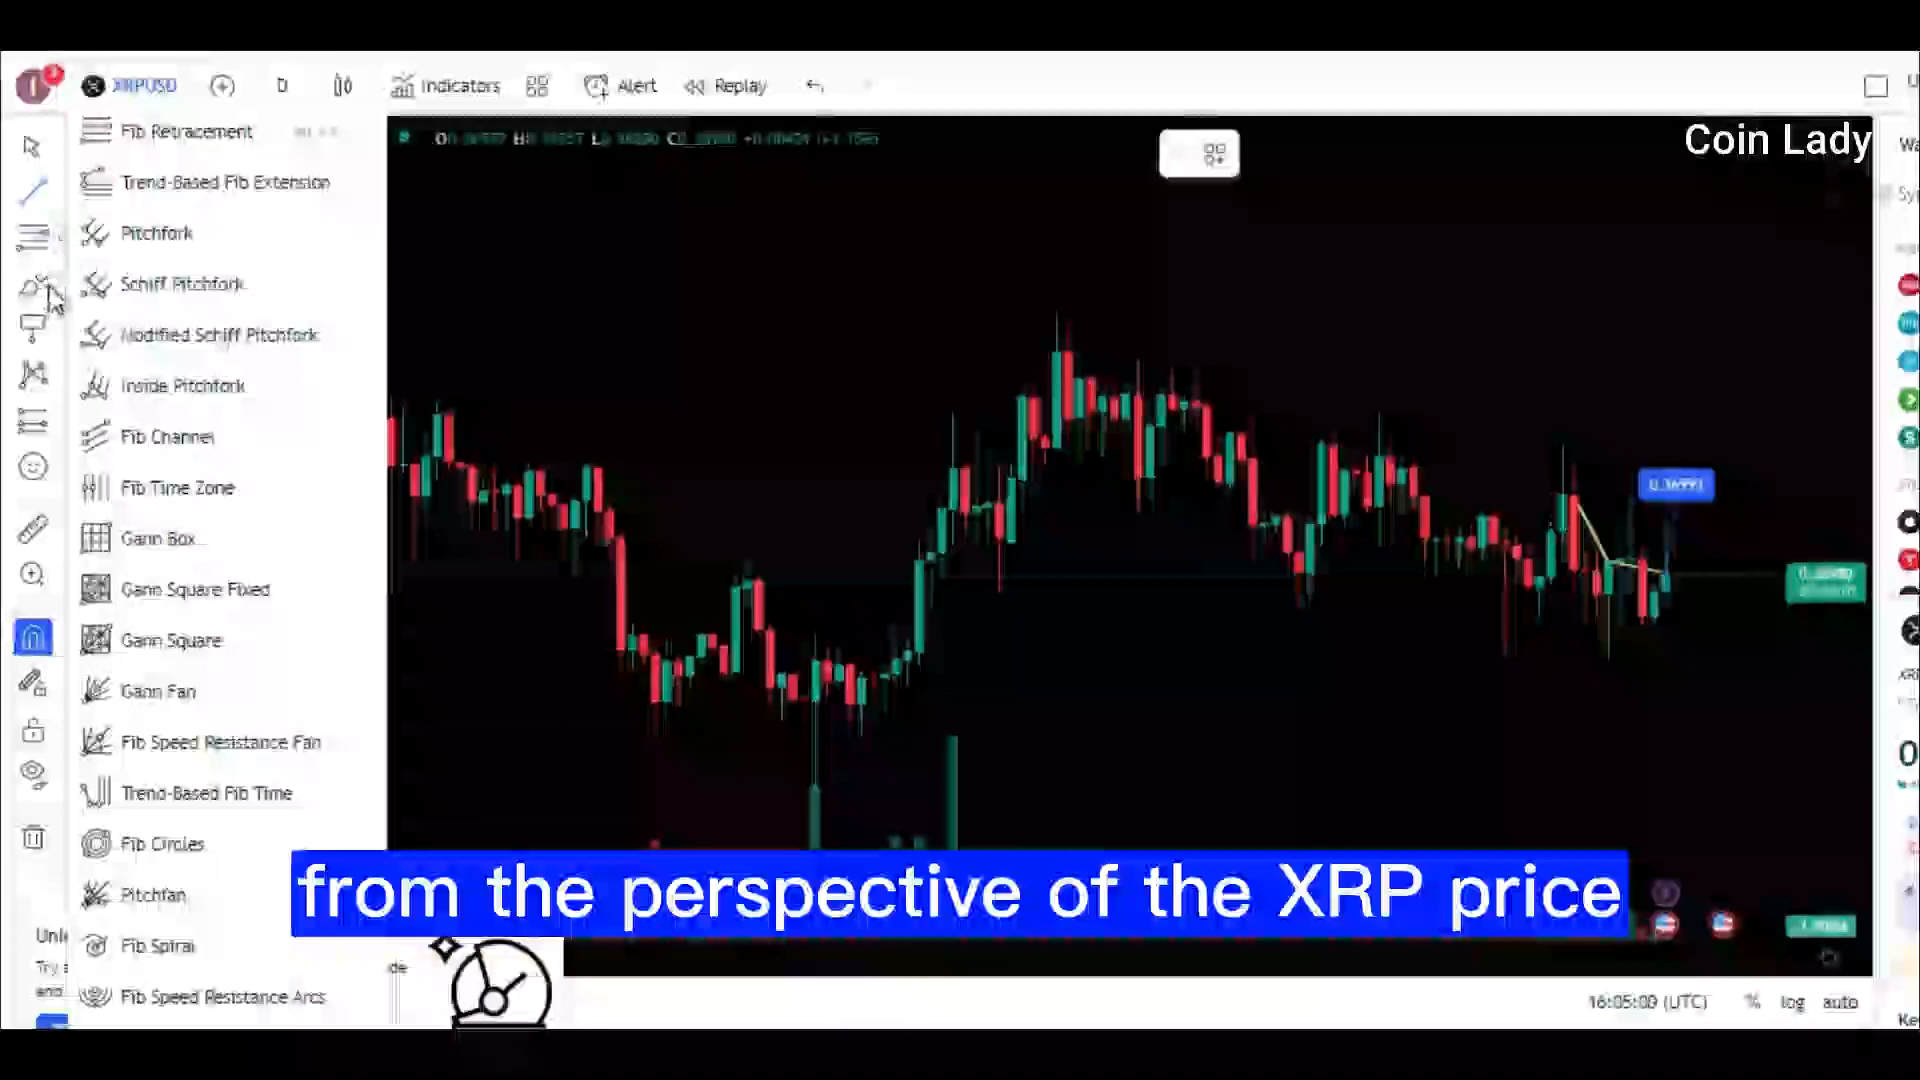 XRPUSD
D
Indicators
Alert
Replay
Coin Lady
Fib Retracement
Trend-Based Fib Extension
Pitchfork
Schiff Pitchfork
Modified Schiff Pitchfork
Inside Pitchfork
Fib Channel
Fib Time Zone
Gann Box
Gann Square Fixed
Gann Square
Gann Fan
Fib Speed Resistance Fan
Trend-Based Fib Time
Fib Circles
Pitchfan
Fib Spiral
Fib Speed Resistance Arcs
from the perspective of the XRP price
de
16:05:09 (UTC)
%
log
auto